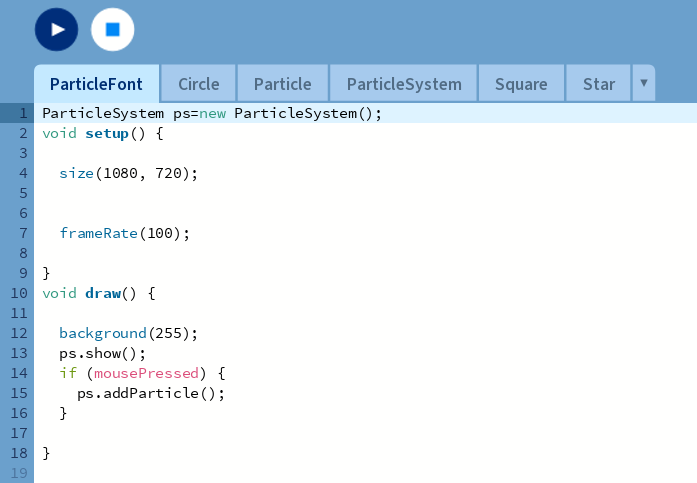 ParticleFont Circle Particle ParticleSystem Square Star
1 ParticleSystem ps=new ParticleSystem();
2 void setup() {
3
4   size(1080, 720);
5
6
7   frameRate(100);
8
9 }
10 void draw() {
11
12   background(255);
13   ps.show();
14   if (mousePressed) {
15     ps.addParticle();
16   }
17
18 }
19